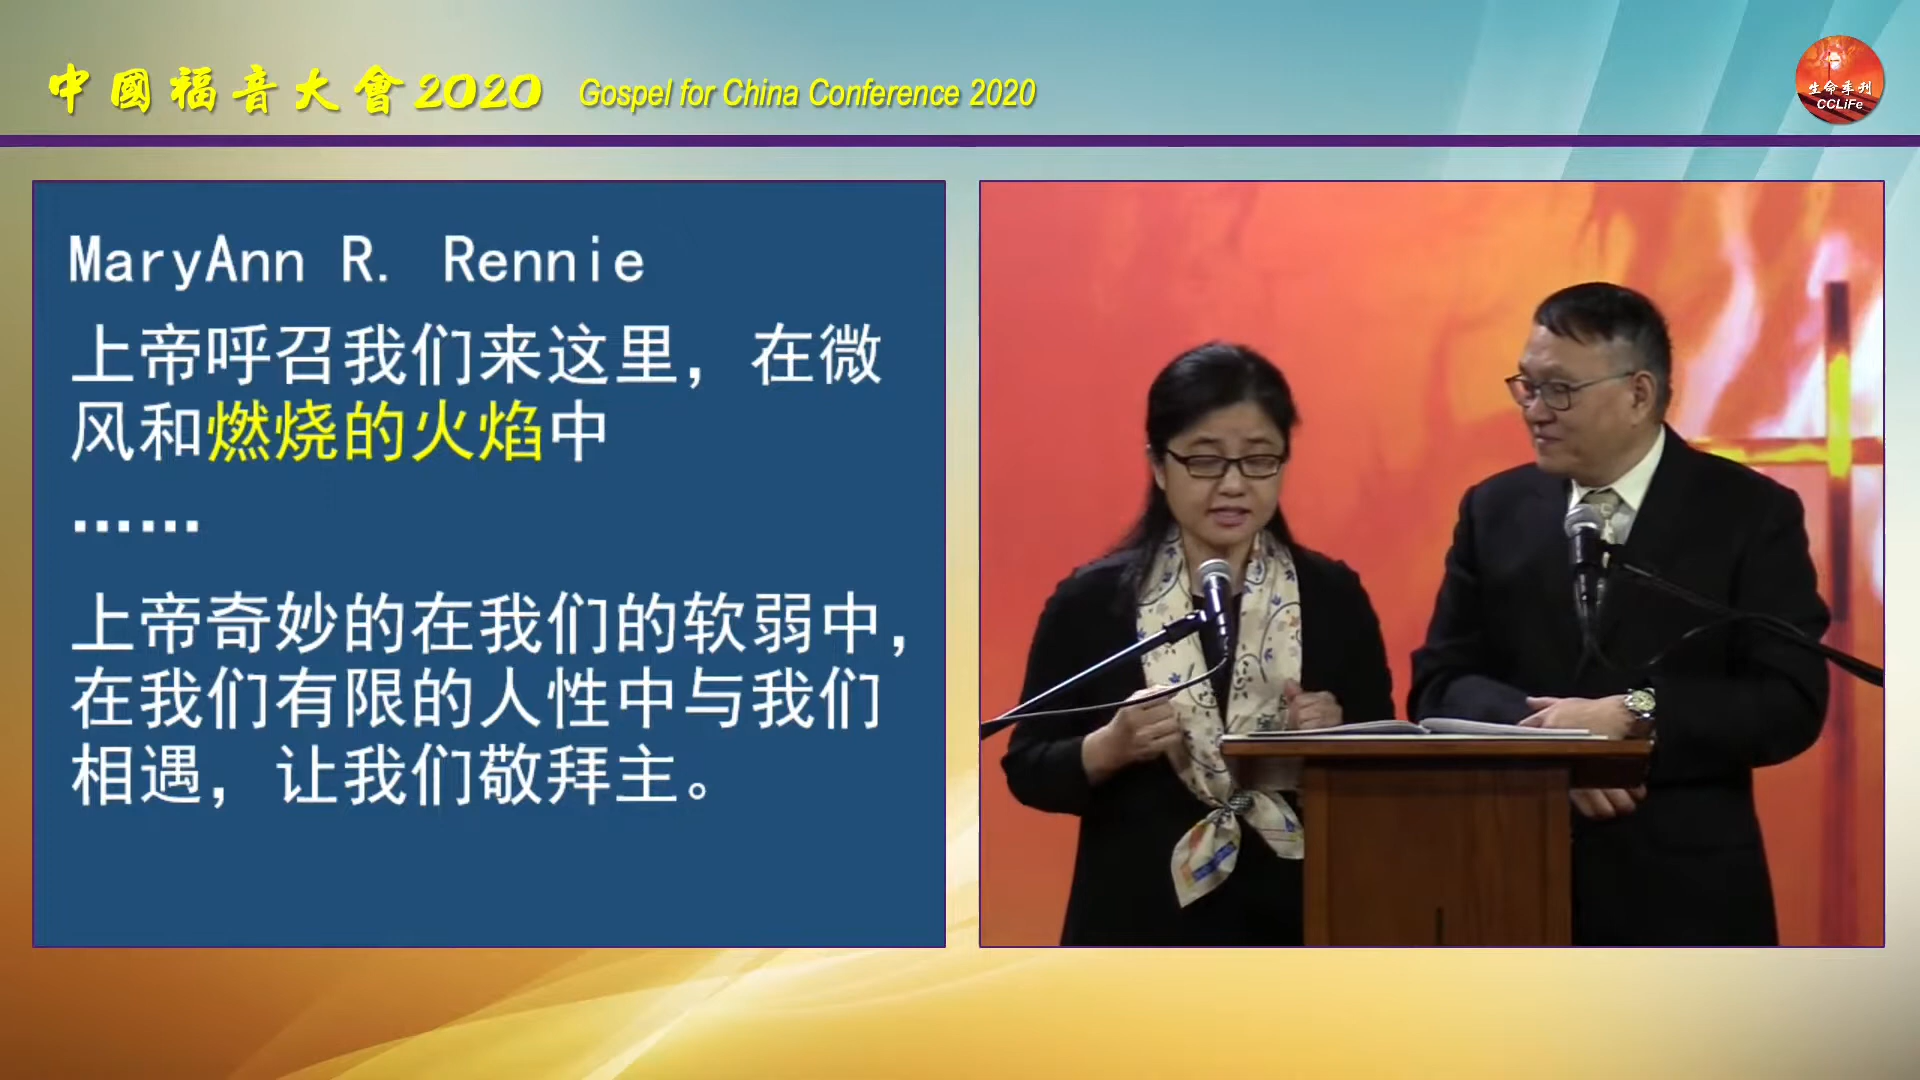 中國福音大會2020 Gospel for China Conference 2020
生命季刊
CCLiFe
MaryAnn R. Rennie
上帝呼召我们来这里，在微
风和燃烧的火焰中
……
上帝奇妙的在我们的软弱中，
在我们有限的人性中与我们
相遇，让我们敬拜主。